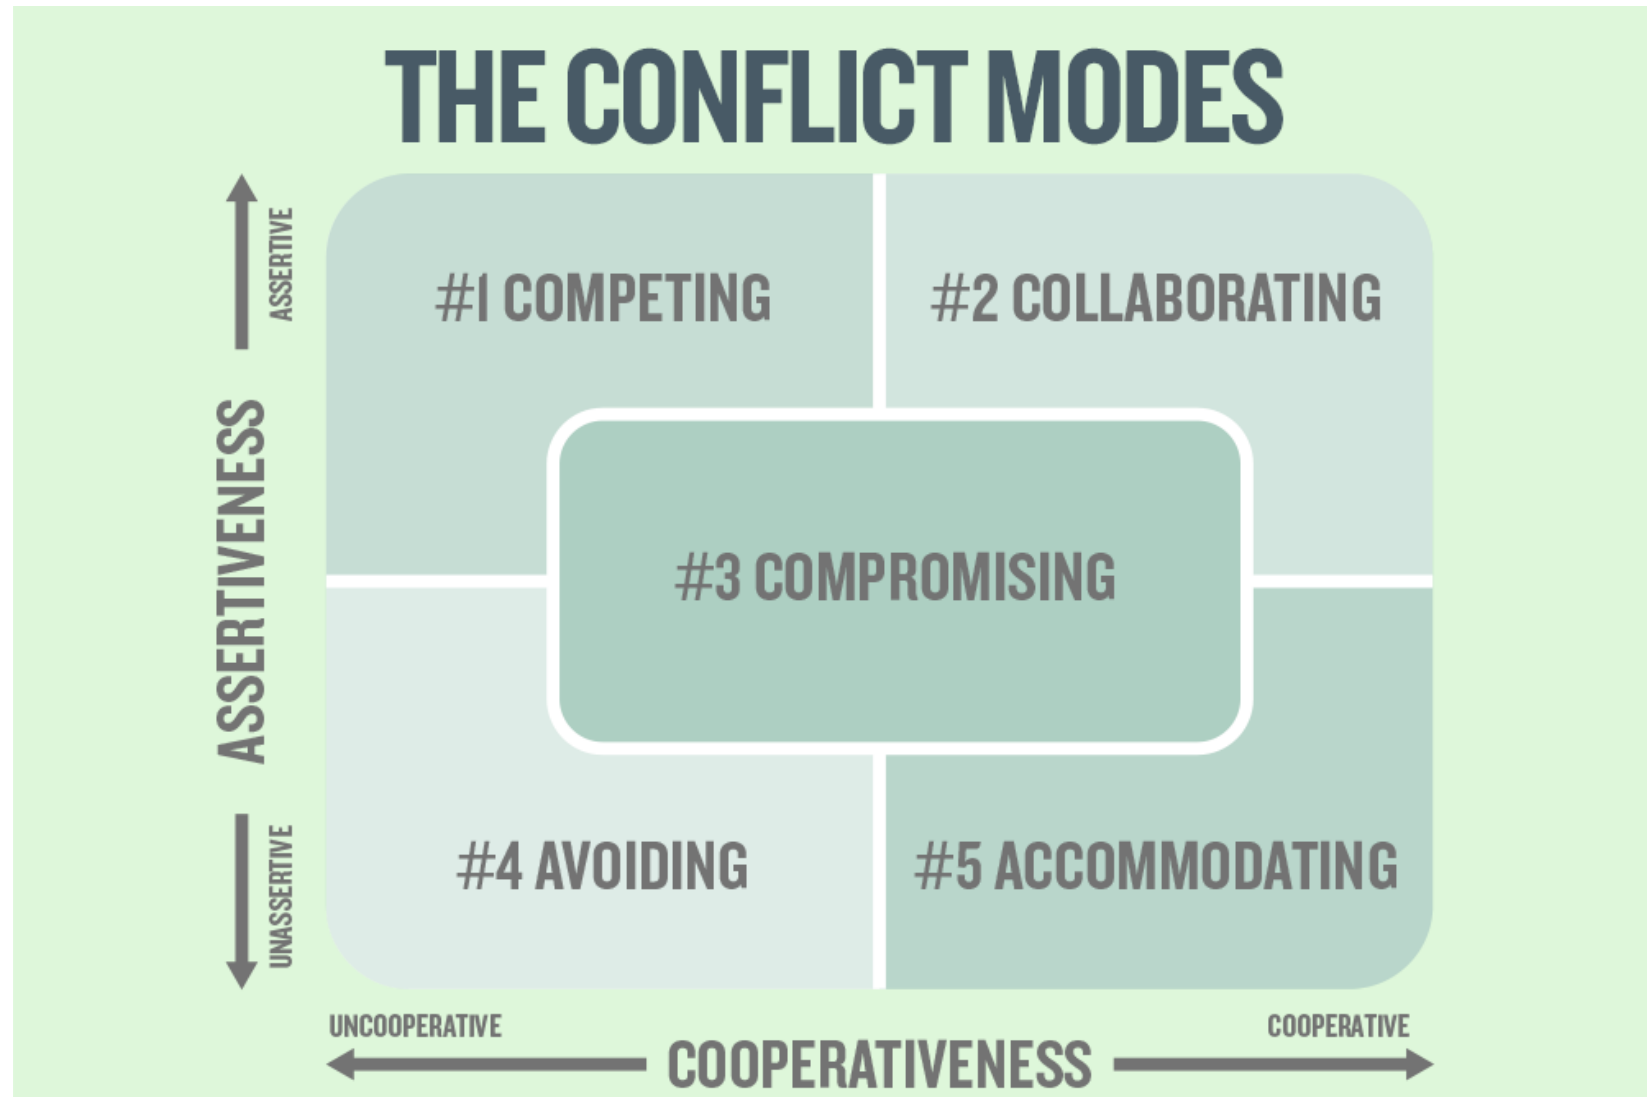 THE CONFLICT MODES
ASSERTIVE
#1 COMPETING
#2 COLLABORATING
ASSERTIVENESS
#3 COMPROMISING
UNASSERTIVE
#4 AVOIDING
#5 ACCOMMODATING
UNCOOPERATIVE
COOPERATIVE
COOPERATIVENESS